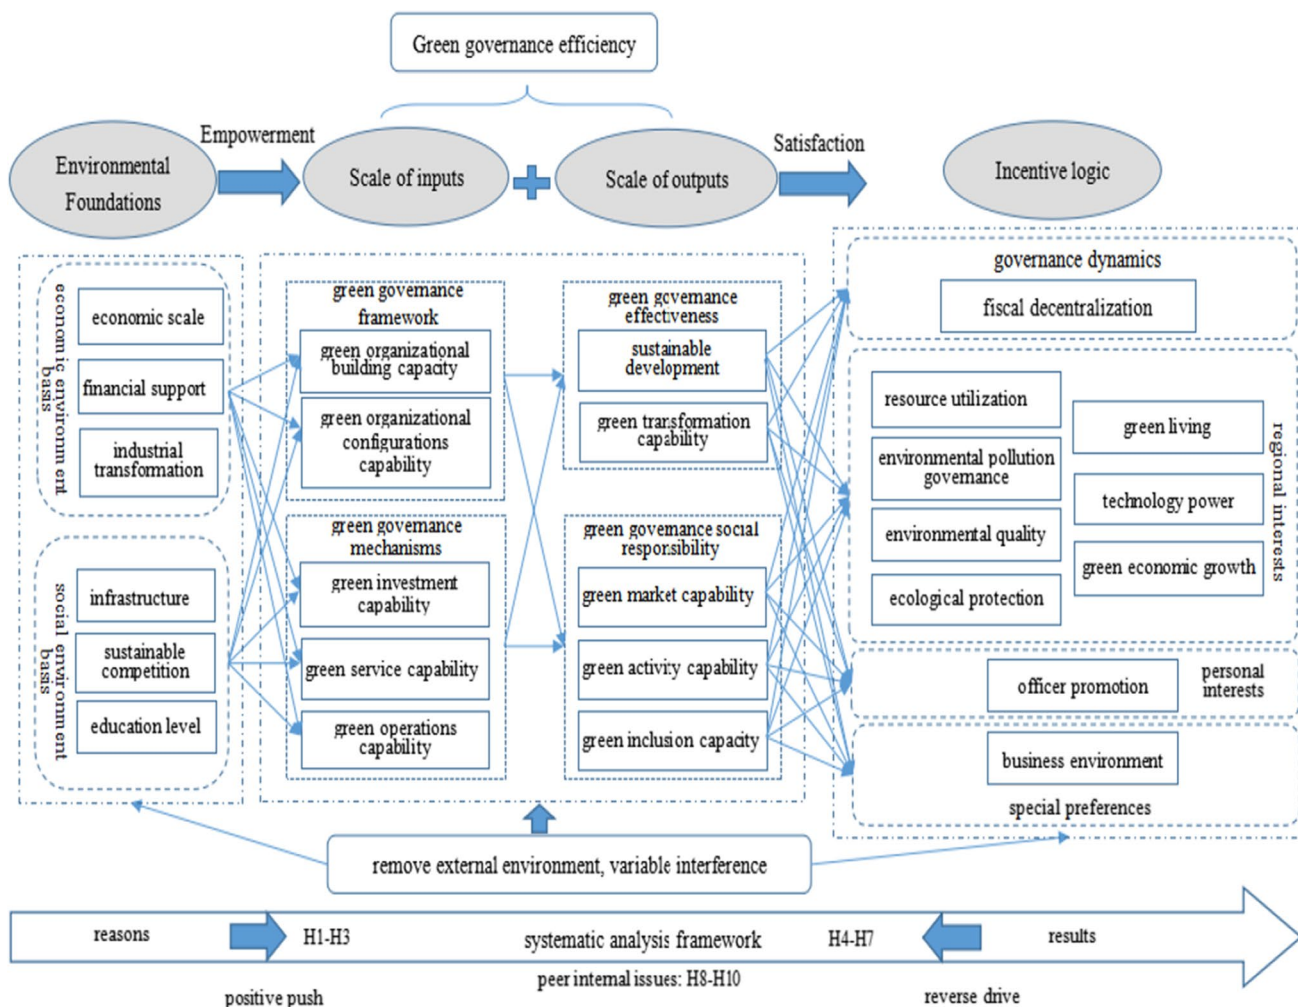 Green governance efficiency
Empowerment
Satisfaction
Environmental
Foundations
Scale of inputs
Scale of outputs
Incentive logic
economic environment
basis
economic scale
financial support
industrial
transformation
social environment
basis
infrastructure
sustainable
competition
education level
green governance
framework
green organizational
building capacity
green organizational
configurations
capability
green governance
mechanisms
green investment
capability
green service capability
green operations
capability
green governance
effectiveness
sustainable
development
green transformation
capability
green governance social
responsibility
green market capability
green activity capability
green inclusion capacity
governance dynamics
fiscal decentralization
resource utilization
environmental pollution
governance
environmental quality
ecological protection
green living
technology power
green economic growth
regional interests
officer promotion
personal
interests
business environment
special preferences
remove external environment, variable interference
reasons
H1-H3
systematic analysis framework
H4-H7
results
peer internal issues: H8-H10
positive push
reverse drive